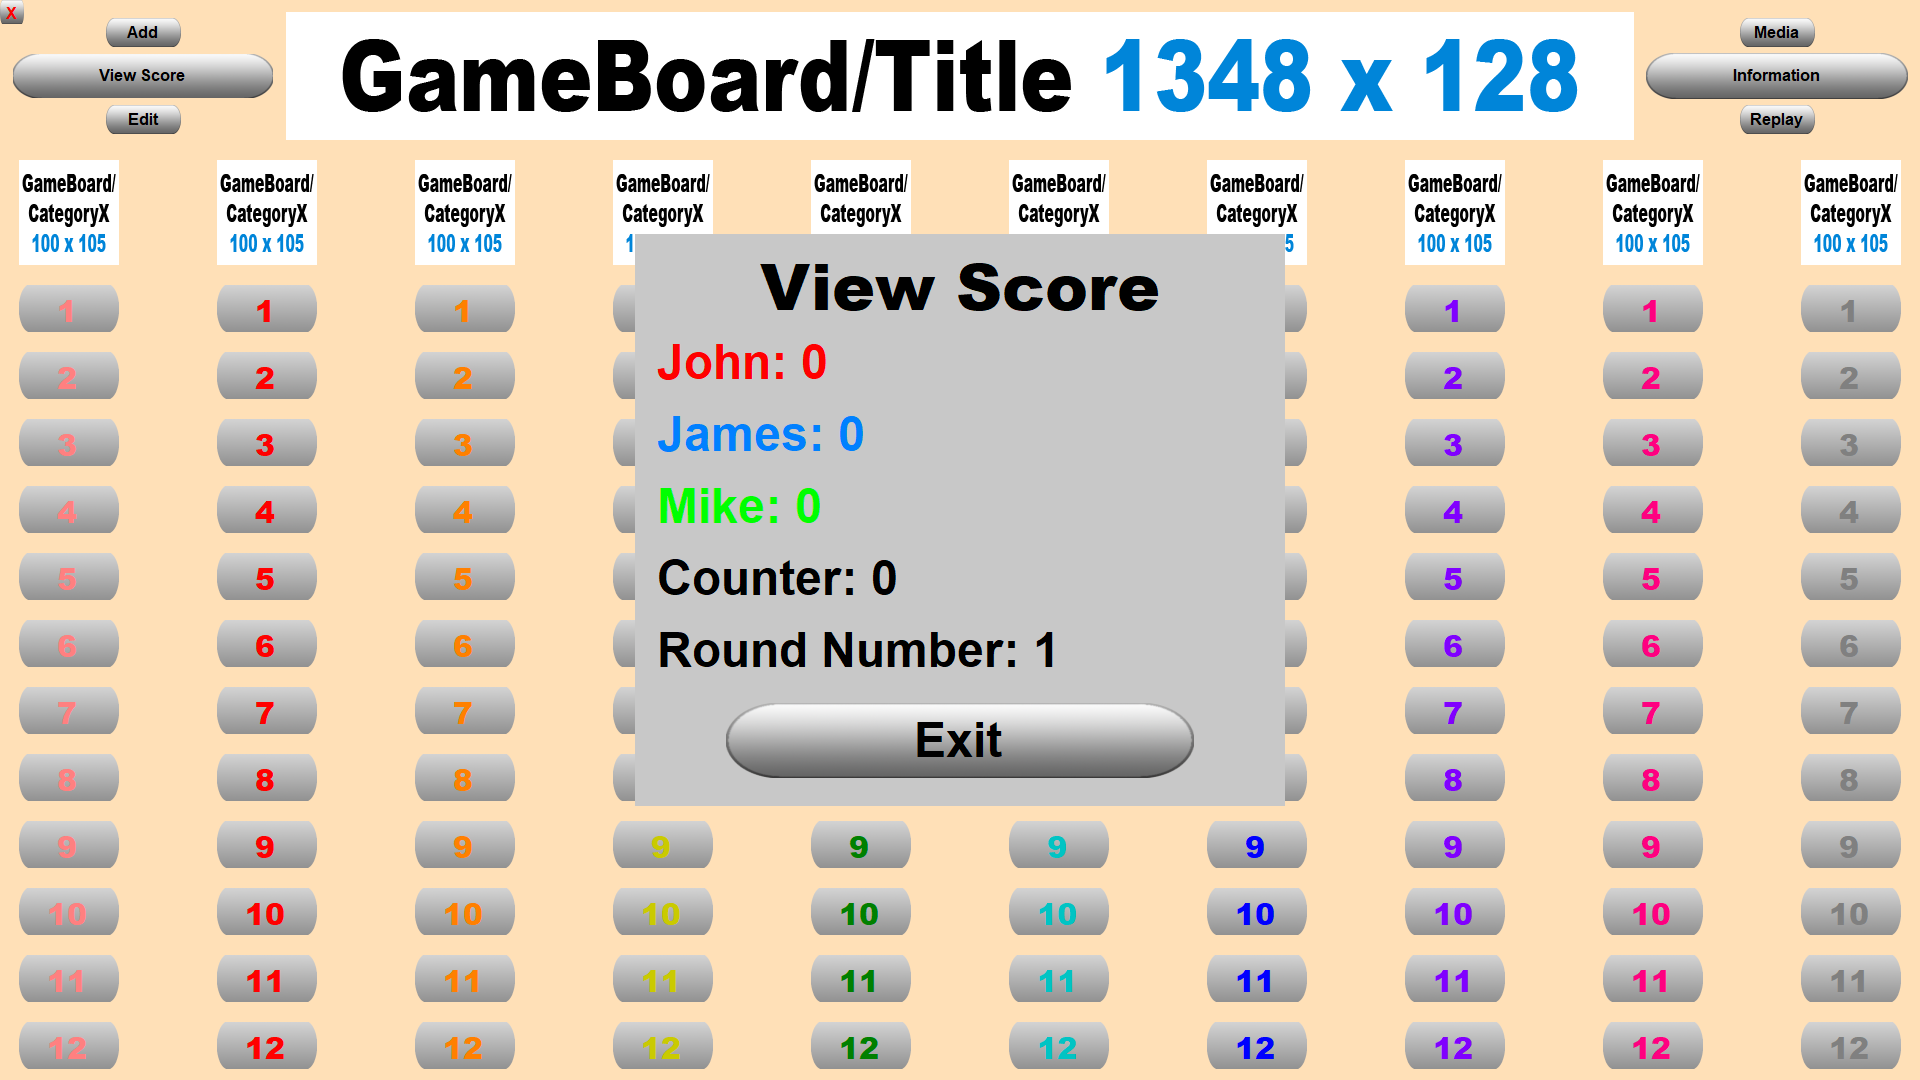 X
Add
View Score
Edit
GameBoard/Title 1348 x 128
Media
Information
Replay
GameBoard/ GameBoard/ GameBoard/ GameBoard/ GameBoard/ GameBoard/ GameBoard/ GameBoard/ GameBoard/ GameBoard/
CategoryX CategoryX CategoryX CategoryX CategoryX CategoryX CategoryX CategoryX CategoryX CategoryX
100 x 105 100 x 105 100 x 105 1 5 100 x 105 100 x 105 100 x 105
View Score
John: 0
James: 0
Mike: 0
Counter: 0
Round Number: 1
Exit
1 1 1 1 1 1
2 2 2 2 2 2
3 3 3 3 3 3
4 4 4 4 4 4
5 5 5 5 5 5
6 6 6 6 6 6
7 7 7 7 7 7
8 8 8 8 8 8
9 9 9 9 9 9 9 9 9 9
10 10 10 10 10 10 10 10 10 10
11 11 11 11 11 11 11 11 11 11
12 12 12 12 12 12 12 12 12 12